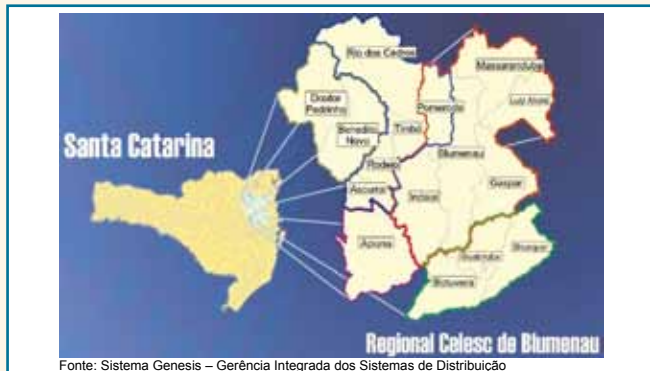 Rio dos Cedros
Massaranduba
Luiz Alves
Doutor
Pedrinho
Pomerode
Benedito
Novo
Timbó
Santa Catarina
Blumenau
Rodeio
Ascurra
Indaial
Gaspar
Apiuna
Brusque
Guabiruba
Botuverá
Regional Celesc de Blumenau
Fonte: Sistema Genesis – Gerência Integrada dos Sistemas de Distribuição